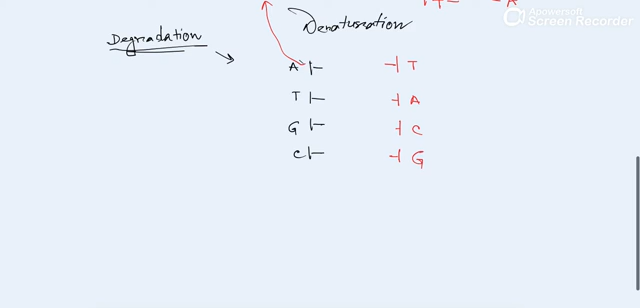 A
Apowersoft
Screen Recorder
Denaturation
Degradation
A T
T A
G C
C G